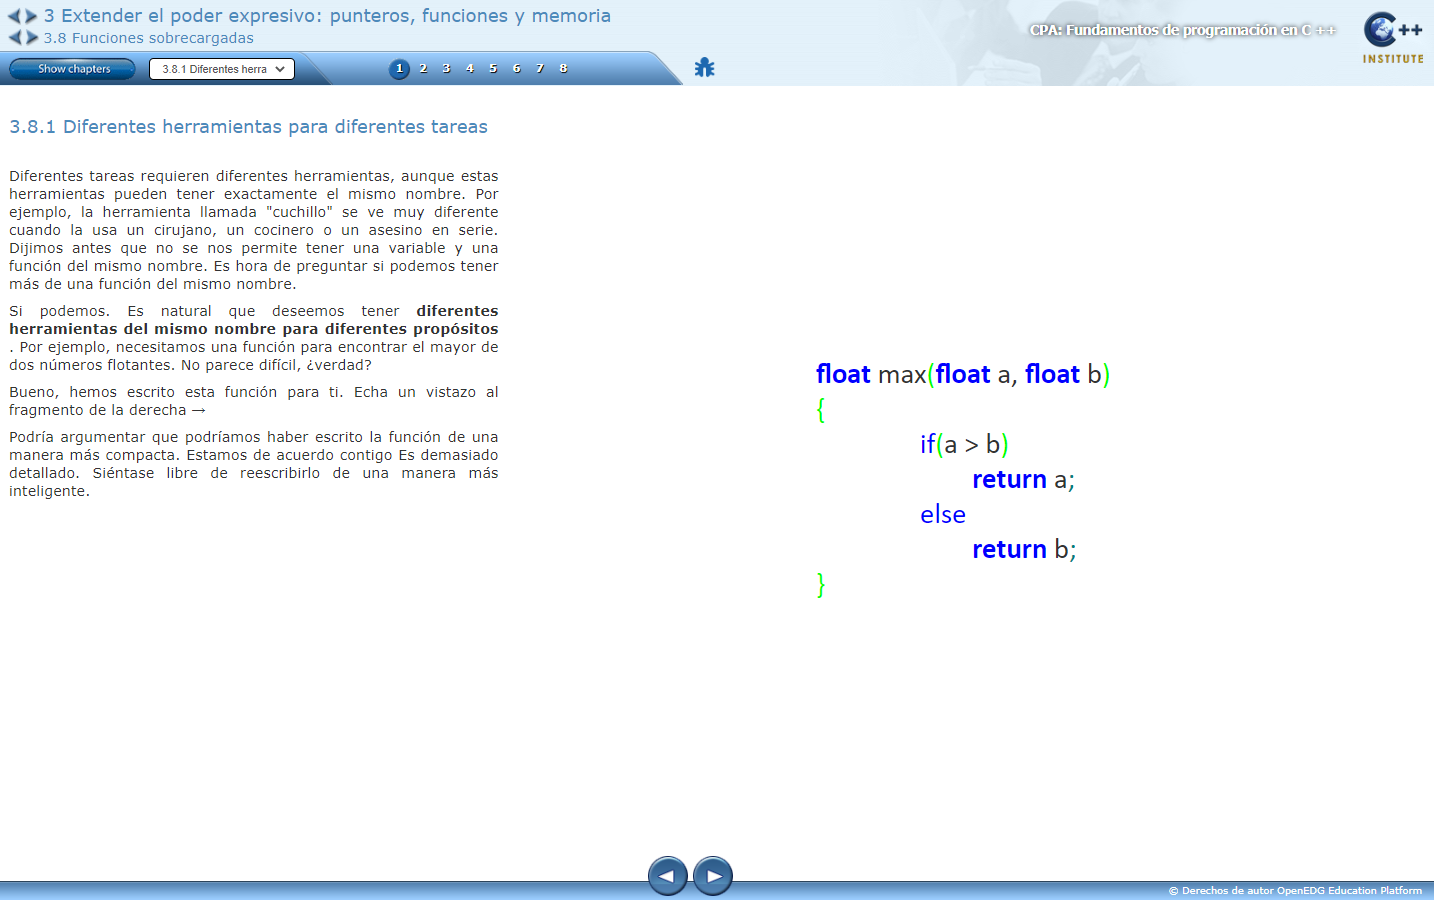 3 Extender el poder expresivo: punteros, funciones y memoria
3.8 Funciones sobrecargadas
CPA: Fundamentos de programación en C ++
C++
INSTITUTE
Show chapters
3.8.1 Diferentes herra
1 2 3 4 5 6 7 8
3.8.1 Diferentes herramientas para diferentes tareas
Diferentes tareas requieren diferentes herramientas, aunque estas
herramientas pueden tener exactamente el mismo nombre. Por
ejemplo, la herramienta llamada "cuchillo" se ve muy diferente
cuando la usa un cirujano, un cocinero o un asesino en serie.
Dijimos antes que no se nos permite tener una variable y una
función del mismo nombre. Es hora de preguntar si podemos tener
más de una función del mismo nombre.
Si podemos. Es natural que deseemos tener diferentes
herramientas del mismo nombre para diferentes propósitos
. Por ejemplo, necesitamos una función para encontrar el mayor de
dos números flotantes. No parece difícil, ¿verdad?
Bueno, hemos escrito esta función para ti. Echa un vistazo al
fragmento de la derecha →
Podría argumentar que podríamos haber escrito la función de una
manera más compacta. Estamos de acuerdo contigo Es demasiado
detallado. Siéntase libre de reescribirlo de una manera más
inteligente.
float max(float a, float b)
{
if(a > b)
return a;
else
return b;
}
© Derechos de autor OpenEDG Education Platform